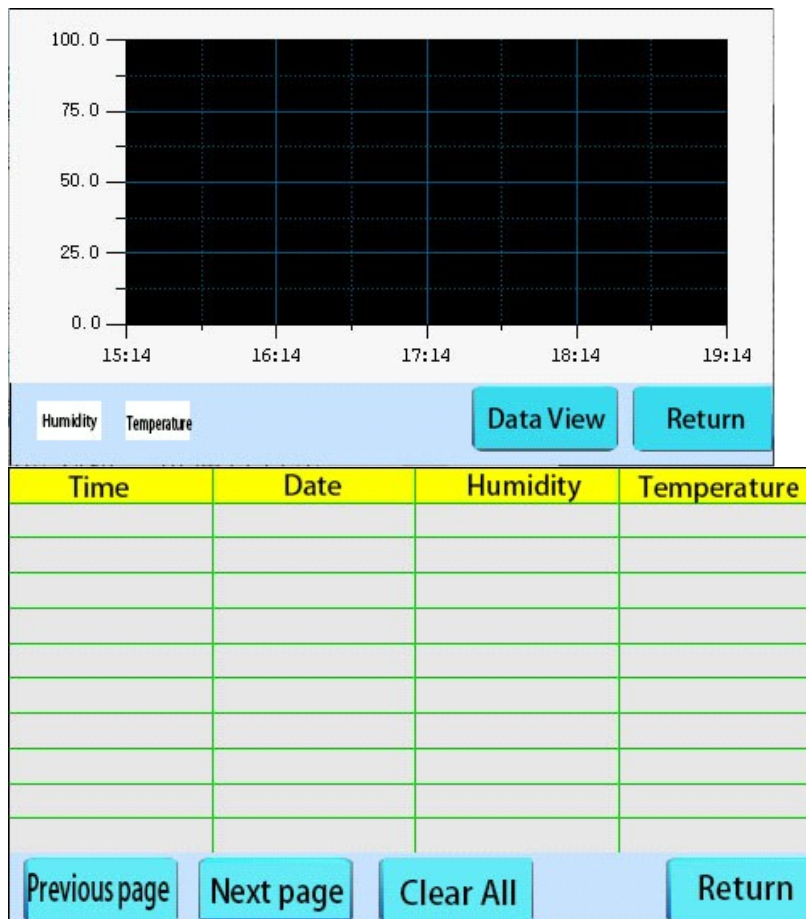 100.0
75.0
50.0
25.0
0.0
15:14 16:14 17:14 18:14 19:14
Humidity Temperature Data View Return
Time Date Humidity Temperature
Previous page Next page Clear All Return